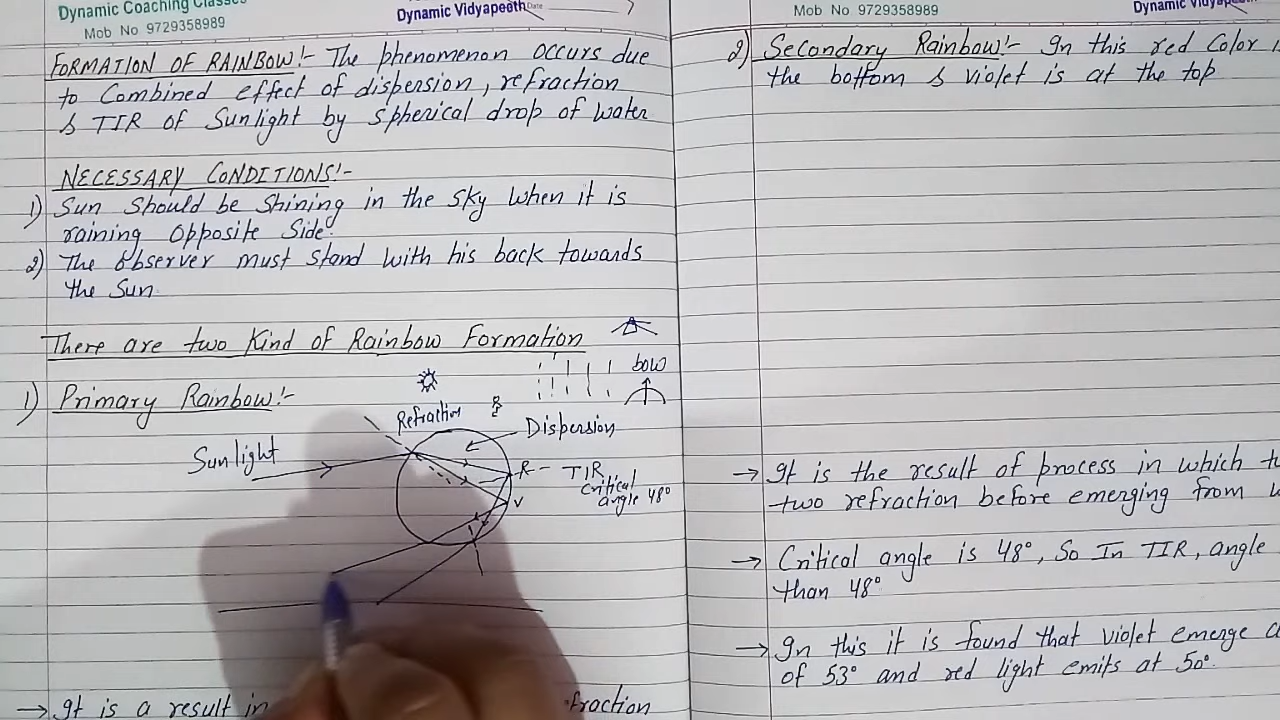 Dynamic Coaching Classes
Mob No 9729358989
Dynamic Vidyapeeth Date
FORMATION OF RAINBOW!- The phenomenon occurs due
to Combined effect of dispersion, refraction
& TIR of Sunlight by spherical drop of water
NECESSARY CONDITIONS!-
1) Sun should be shining in the sky when it is
raining opposite side.
2) The observer must stand with his back towards
the Sun.
There are two kind of Rainbow Formation
bow
1) Primary Rainbow!-
Refraction
Dispersion
Sunlight
R - TIR
Critical
angle 48°
V
→ It is a result in
fraction
Mob No 9729358989
Dynamic
2) Secondary Rainbow!- In this red color
the bottom & violet is at the top
→ It is the result of process in which
two refraction before emerging from
→ Critical angle is 48°, So In TIR, angle
than 48°
→ In this it is found that violet emerge
of 53° and red light emits at 50°.